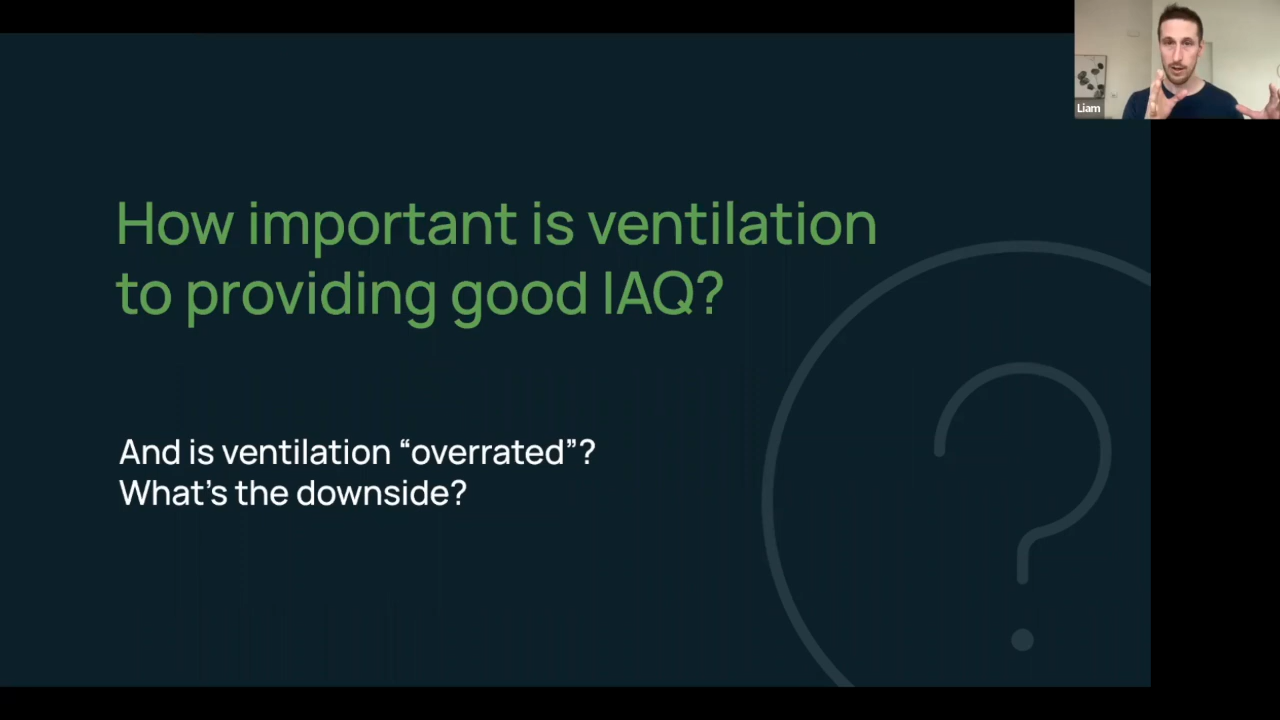 Liam
How important is ventilation
to providing good IAQ?
And is ventilation “overrated”?
What’s the downside?